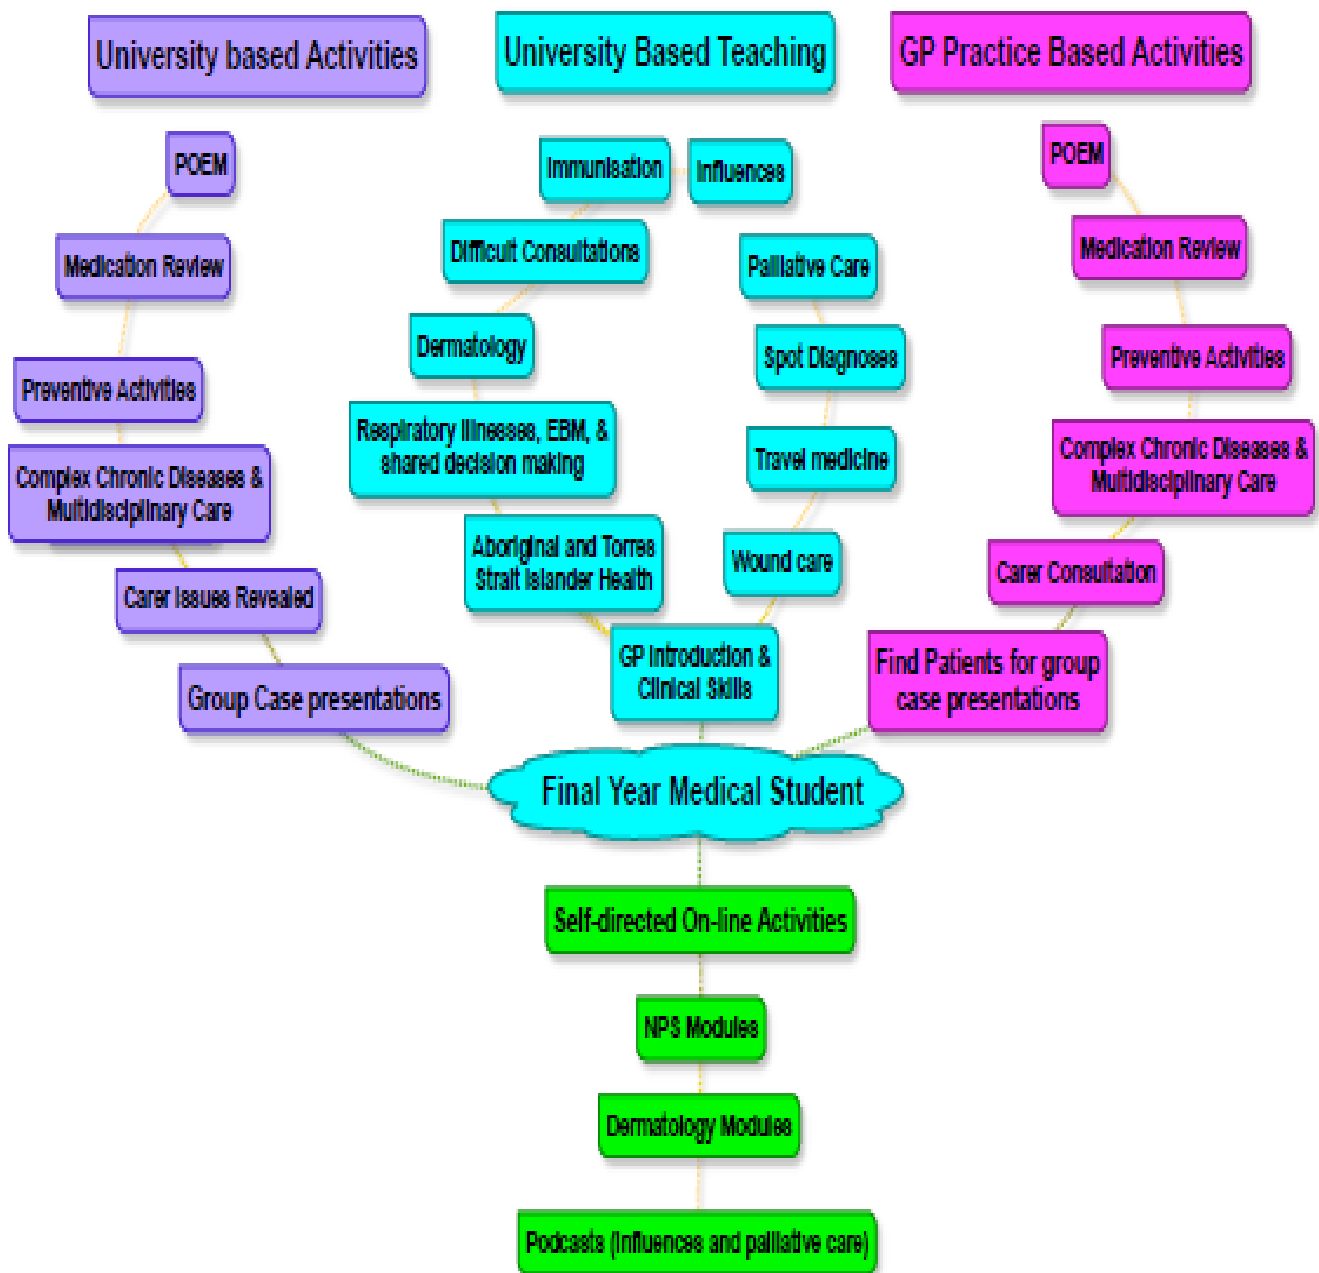 University based Activities
University Based Teaching
GP Practice Based Activities
POEM
Medication Review
Preventive Activities
Complex Chronic Diseases &
Multidisciplinary Care
Carer Issues Revealed
Group Case presentations
Immunisation
Influences
Difficult Consultations
Dermatology
Respiratory Illnesses, EBM, &
shared decision making
Aboriginal and Torres
Strait Islander Health
Palliative Care
Spot Diagnoses
Travel medicine
Wound care
GP Introduction &
Clinical Skills
POEM
Medication Review
Preventive Activities
Complex Chronic Diseases &
Multidisciplinary Care
Carer Consultation
Find Patients for group
case presentations
Final Year Medical Student
Self-directed On-line Activities
NPS Modules
Dermatology Modules
Podcasts (Influences and palliative care)